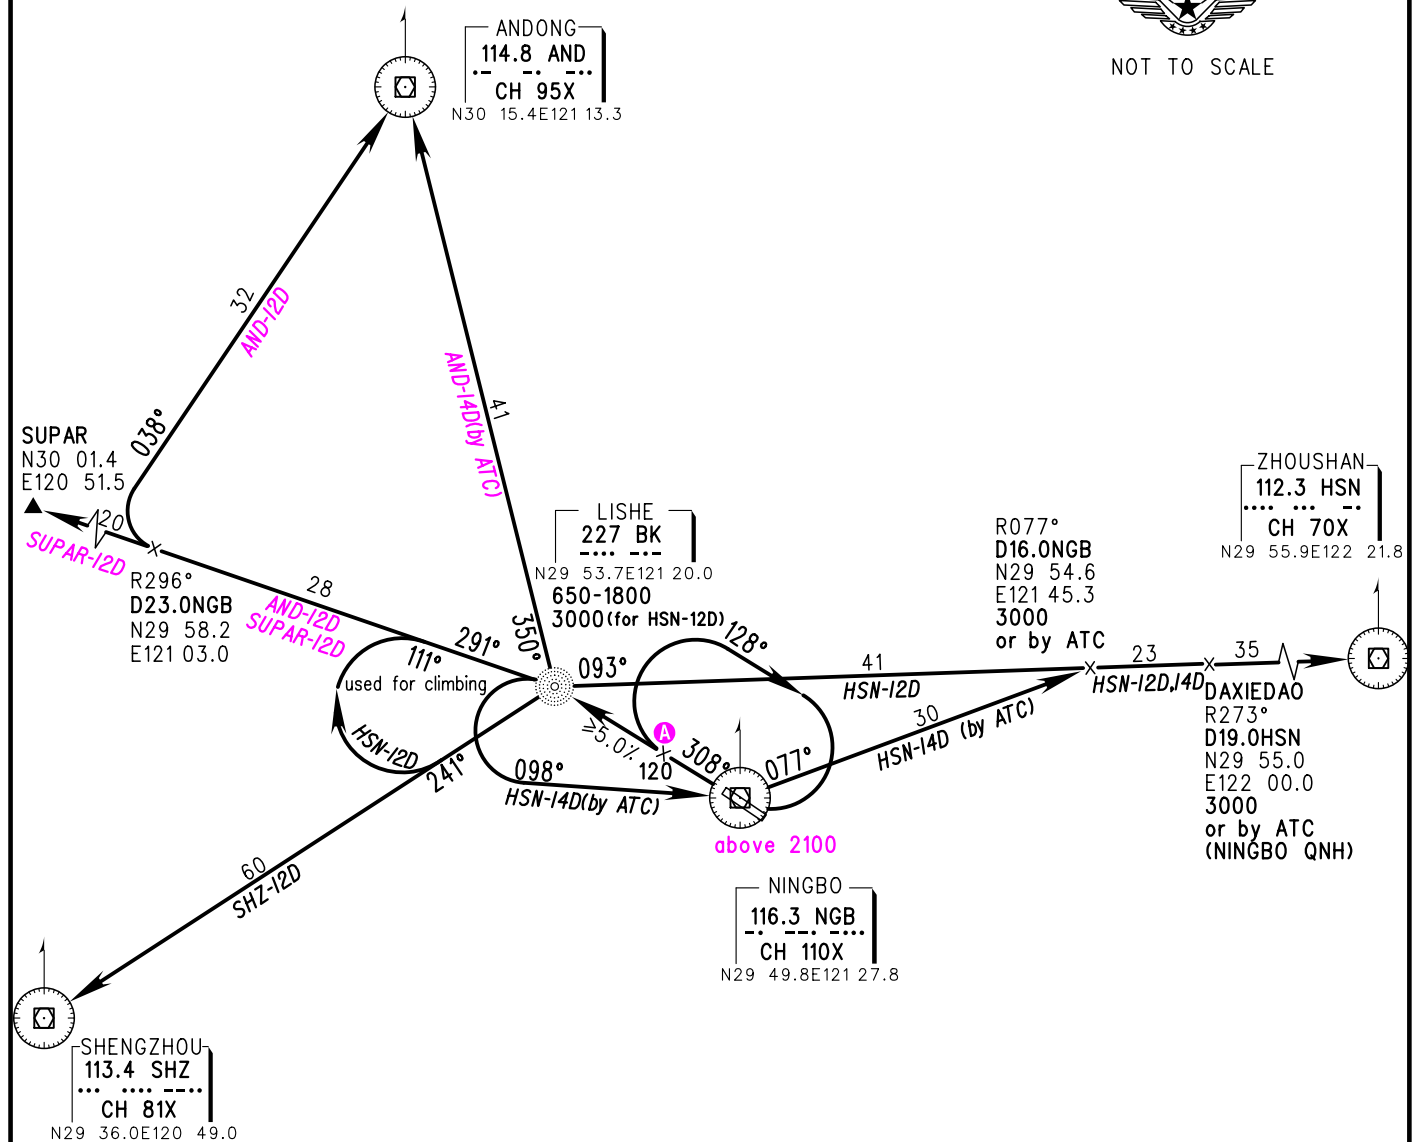 NOT TO SCALE
ANDONG
114.8 AND
CH 95X
N30 15.4E121 13.3
32
AND-12D
41
AND-14D(by ATC)
038°
SUPAR
N30 01.4
E120 51.5
20
SUPAR-12D
R296°
D23.0NGB
N29 58.2
E121 03.0
28
AND-12D
SUPAR-12D
291°
350°
111°
used for climbing
HSN-12D
241°
LISHE
227 BK
N29 53.7E121 20.0
650-1800
3000(for HSN-12D)
128°
093°
41
HSN-12D
≥5.0%
A
120
308°
098°
HSN-14D(by ATC)
077°
30
HSN-14D (by ATC)
above 2100
NINGBO
116.3 NGB
CH 110X
N29 49.8E121 27.8
R077°
D16.0NGB
N29 54.6
E121 45.3
3000
or by ATC
23
HSN-12D,14D
35
ZHOUSHAN
112.3 HSN
CH 70X
N29 55.9E122 21.8
DAXIEDAO
R273°
D19.0HSN
N29 55.0
E122 00.0
3000
or by ATC
(NINGBO QNH)
60
SHZ-12D
SHENGZHOU
113.4 SHZ
CH 81X
N29 36.0E120 49.0